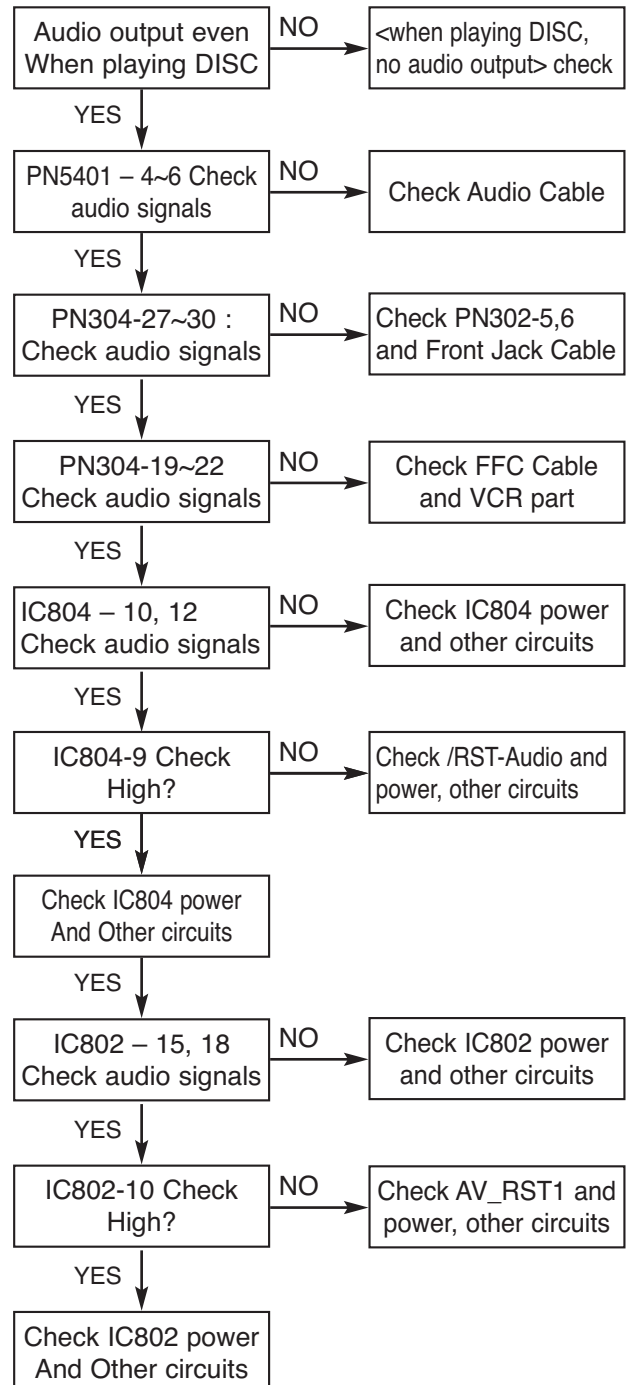 Audio output even
When playing DISC
NO
<when playing DISC,
no audio output> check
YES
PN5401 – 4~6 Check
audio signals
NO
Check Audio Cable
YES
PN304-27~30 :
Check audio signals
NO
Check PN302-5,6
and Front Jack Cable
YES
PN304-19~22
Check audio signals
NO
Check FFC Cable
and VCR part
YES
IC804 – 10, 12
Check audio signals
NO
Check IC804 power
and other circuits
YES
IC804-9 Check
High?
NO
Check /RST-Audio and
power, other circuits
YES
Check IC804 power
And Other circuits
YES
IC802 – 15, 18
Check audio signals
NO
Check IC802 power
and other circuits
YES
IC802-10 Check
High?
NO
Check AV_RST1 and
power, other circuits
YES
Check IC802 power
And Other circuits